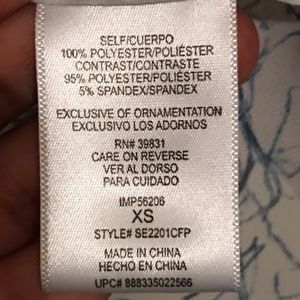 SELF/CUERPO
100% POLYESTER/POLIÉSTER
CONTRAST/CONTRASTE
95% POLYESTER/POLIÉSTER
5% SPANDEX/SPANDEX
EXCLUSIVE OF ORNAMENTATION
EXCLUSIVO LOS ADORNOS
RN# 39831
CARE ON REVERSE
VER AL DORSO
PARA CUIDADO
IMP56206
XS
STYLE# SE2201CFP
MADE IN CHINA
HECHO EN CHINA
UPC# 888335022566